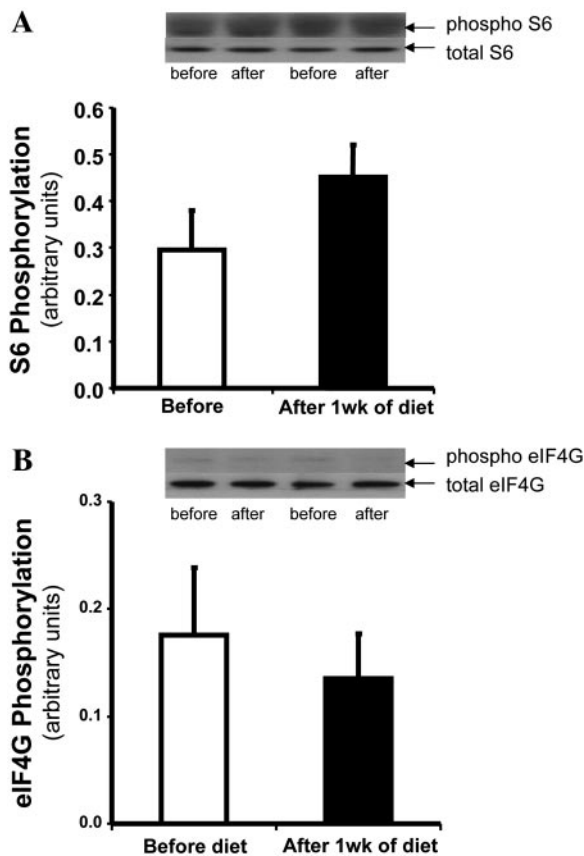 A
phospho S6
total S6
before after before after
S6 Phosphorylation
(arbitrary units)
0.6
0.5
0.4
0.3
0.2
0.1
0.0
Before After 1wk of diet
B
phospho eIF4G
total eIF4G
before after before after
eIF4G Phosphorylation
(arbitrary units)
0.3
0.2
0.1
0.0
Before diet After 1wk of diet